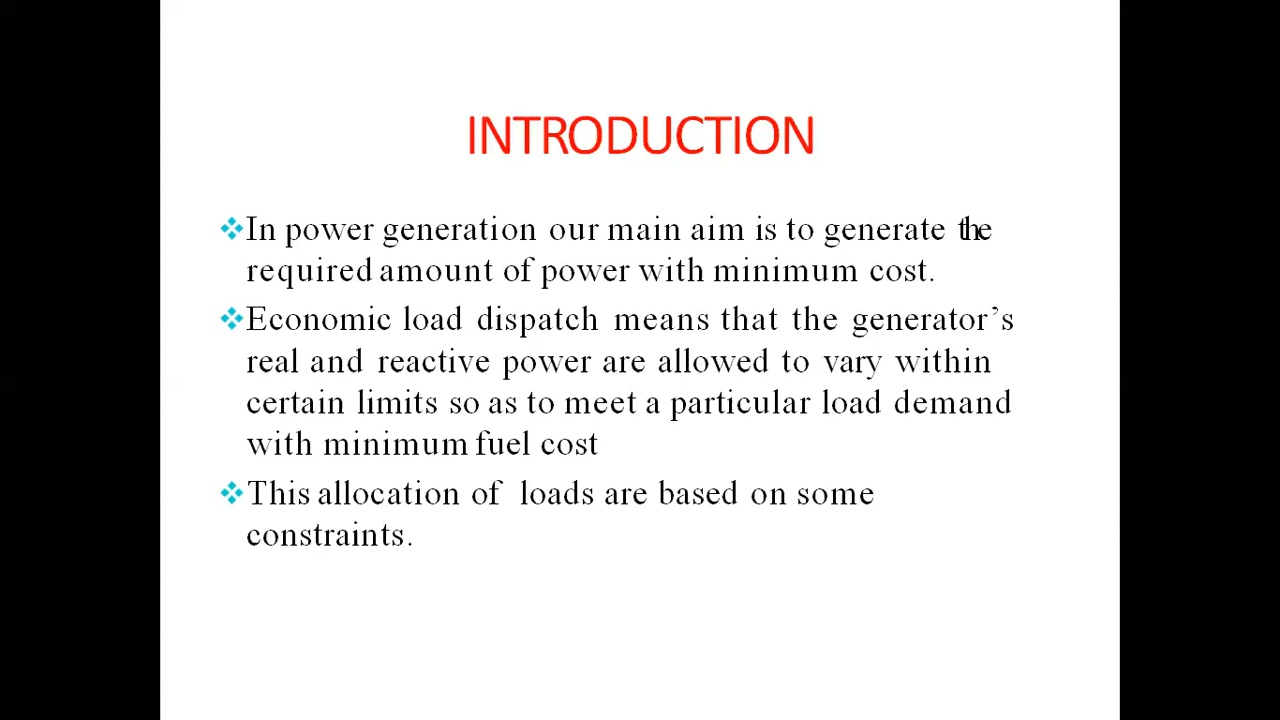 INTRODUCTION
In power generation our main aim is to generate the
required amount of power with minimum cost.
Economic load dispatch means that the generator’s
real and reactive power are allowed to vary within
certain limits so as to meet a particular load demand
with minimum fuel cost
This allocation of loads are based on some
constraints.